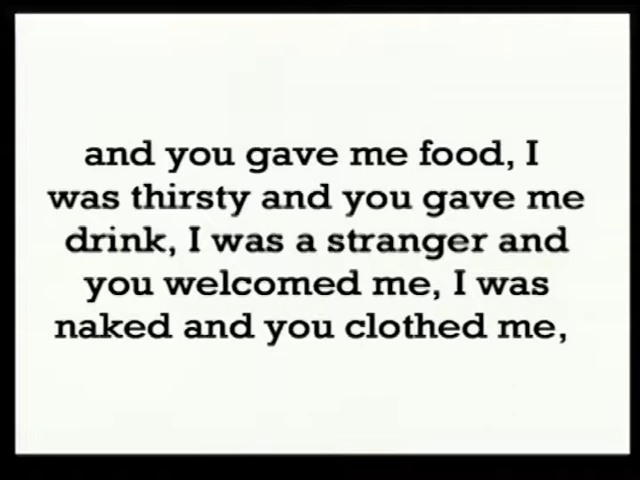 and you gave me food, I
was thirsty and you gave me
drink, I was a stranger and
you welcomed me, I was
naked and you clothed me,